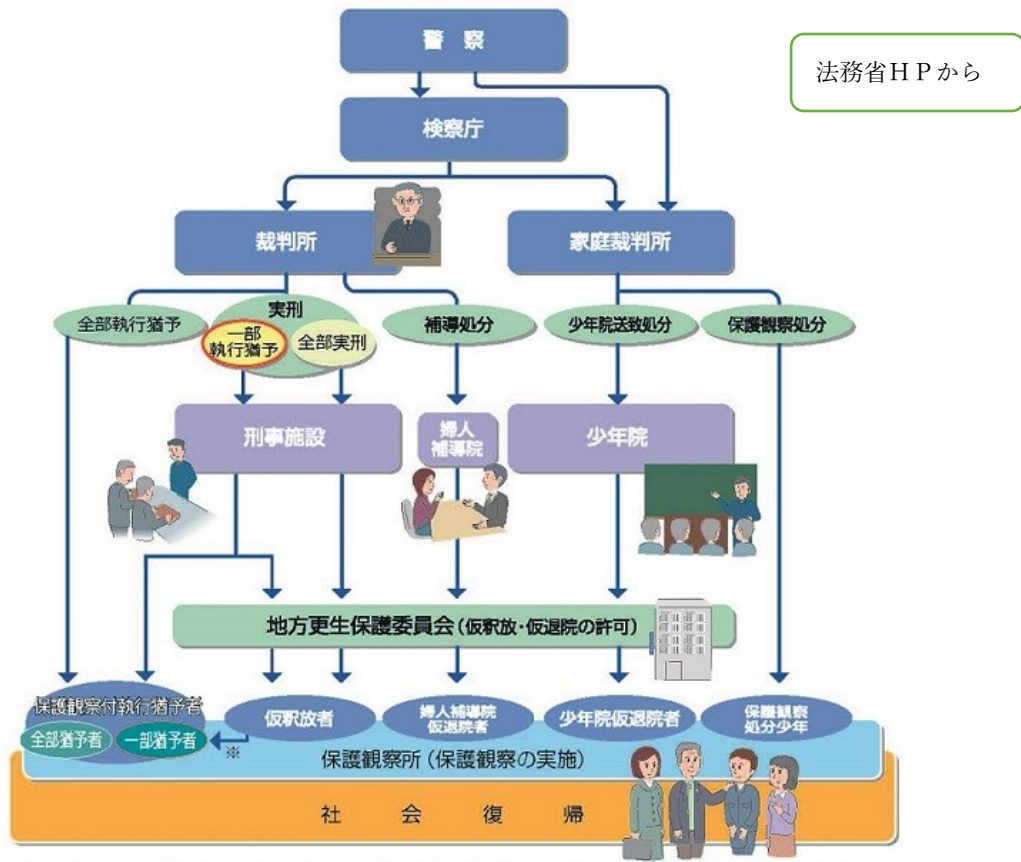 警 察
法務省HPから
検察庁
裁判所
家庭裁判所
全部執行猶予
実刑
一部
執行猶予
全部実刑
補導処分
少年院送致処分
保護観察処分
刑事施設
婦人
補導院
少年院
地方更生保護委員会(仮釈放・仮退院の許可)
保護観察付執行猶予者
全部猶予者
一部猶予者
※
仮釈放者
婦人補導院
仮退院者
少年院仮退院者
保護観察
処分少年
保護観察所(保護観察の実施)
社 会 復 帰